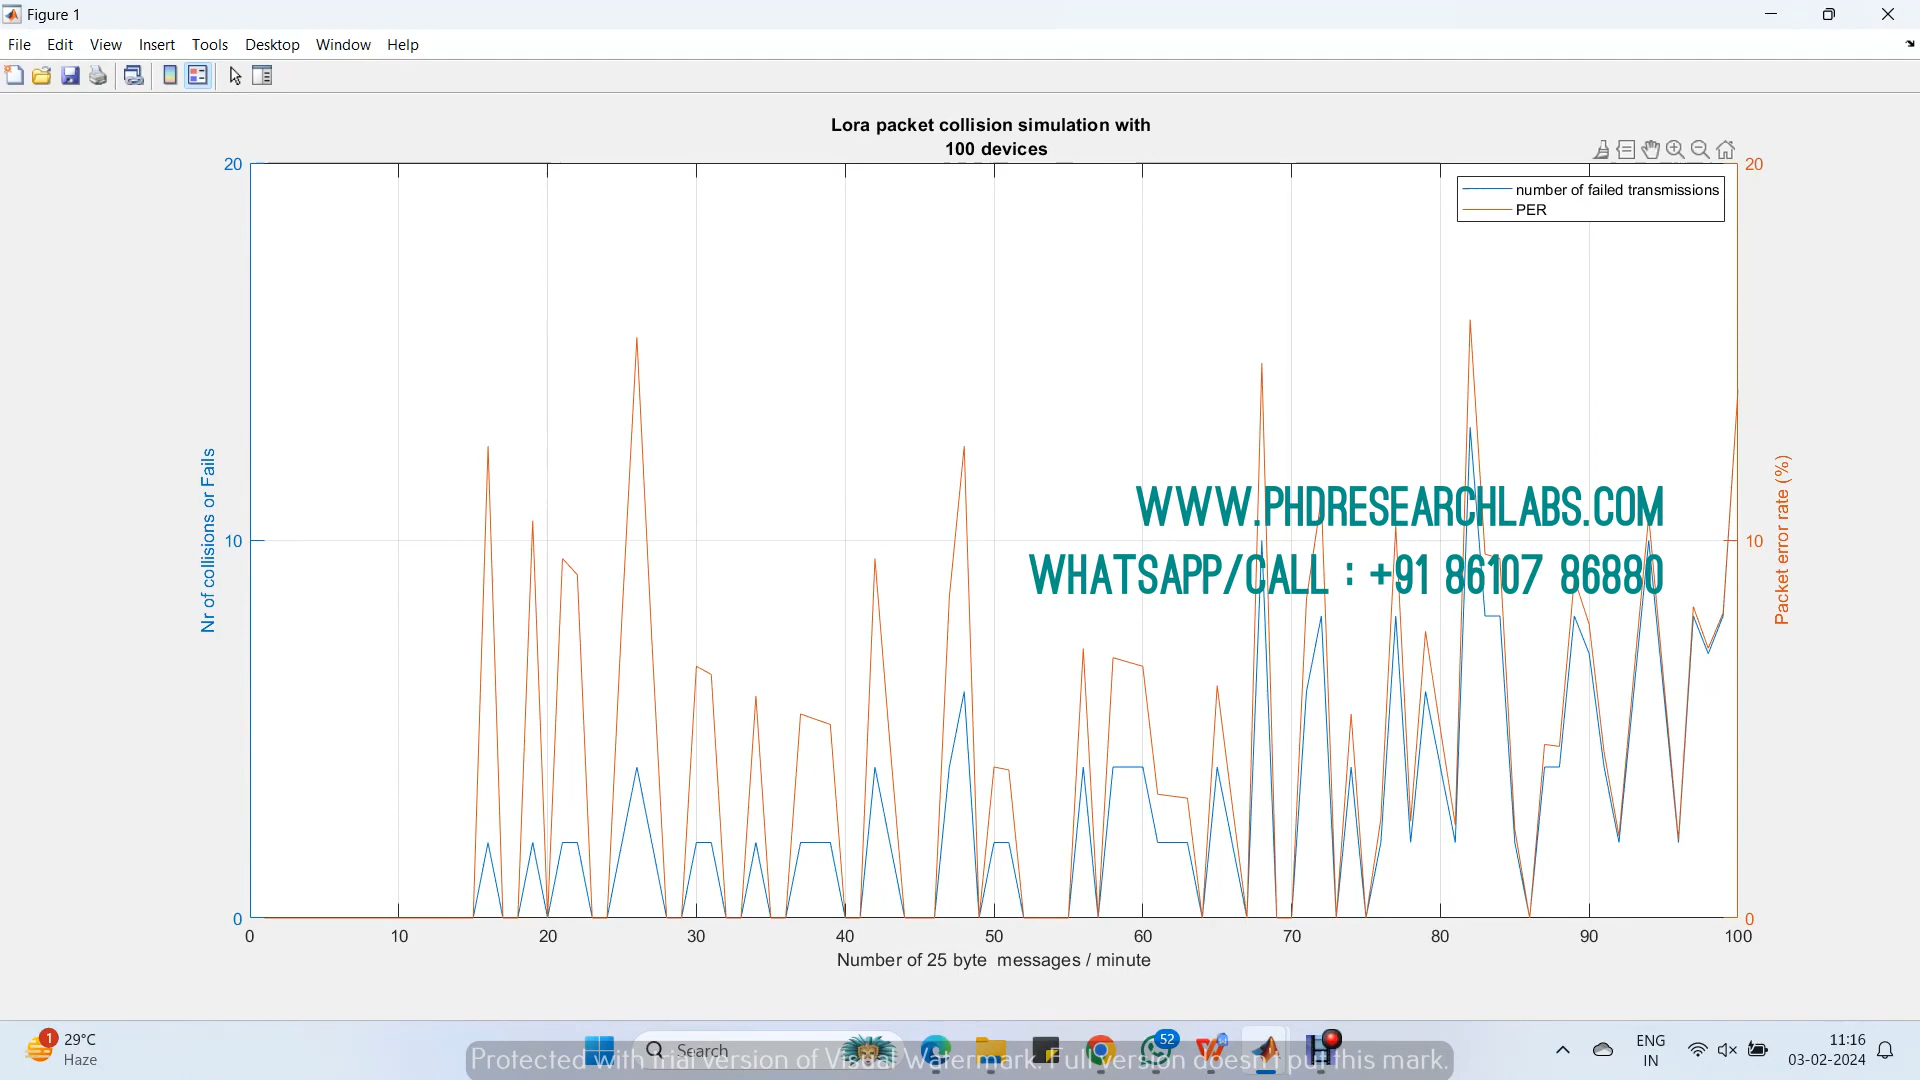 Figure 1
File Edit View Insert Tools Desktop Window Help
Lora packet collision simulation with
100 devices
number of failed transmissions
PER
20
10
0
Nr of collisions or Fails
20
10
0
Packet error rate (%)
WWW.PHDRESEARCHLABS.COM
WHATSAPP/CALL : +91 86107 86880
0 10 20 30 40 50 60 70 80 90 100
Number of 25 byte  messages / minute
1
29°C
Haze
Search
52
ENG
IN
11:16
03-02-2024
Protected with trial version of Visual Watermark. Full version doesn't put this mark.